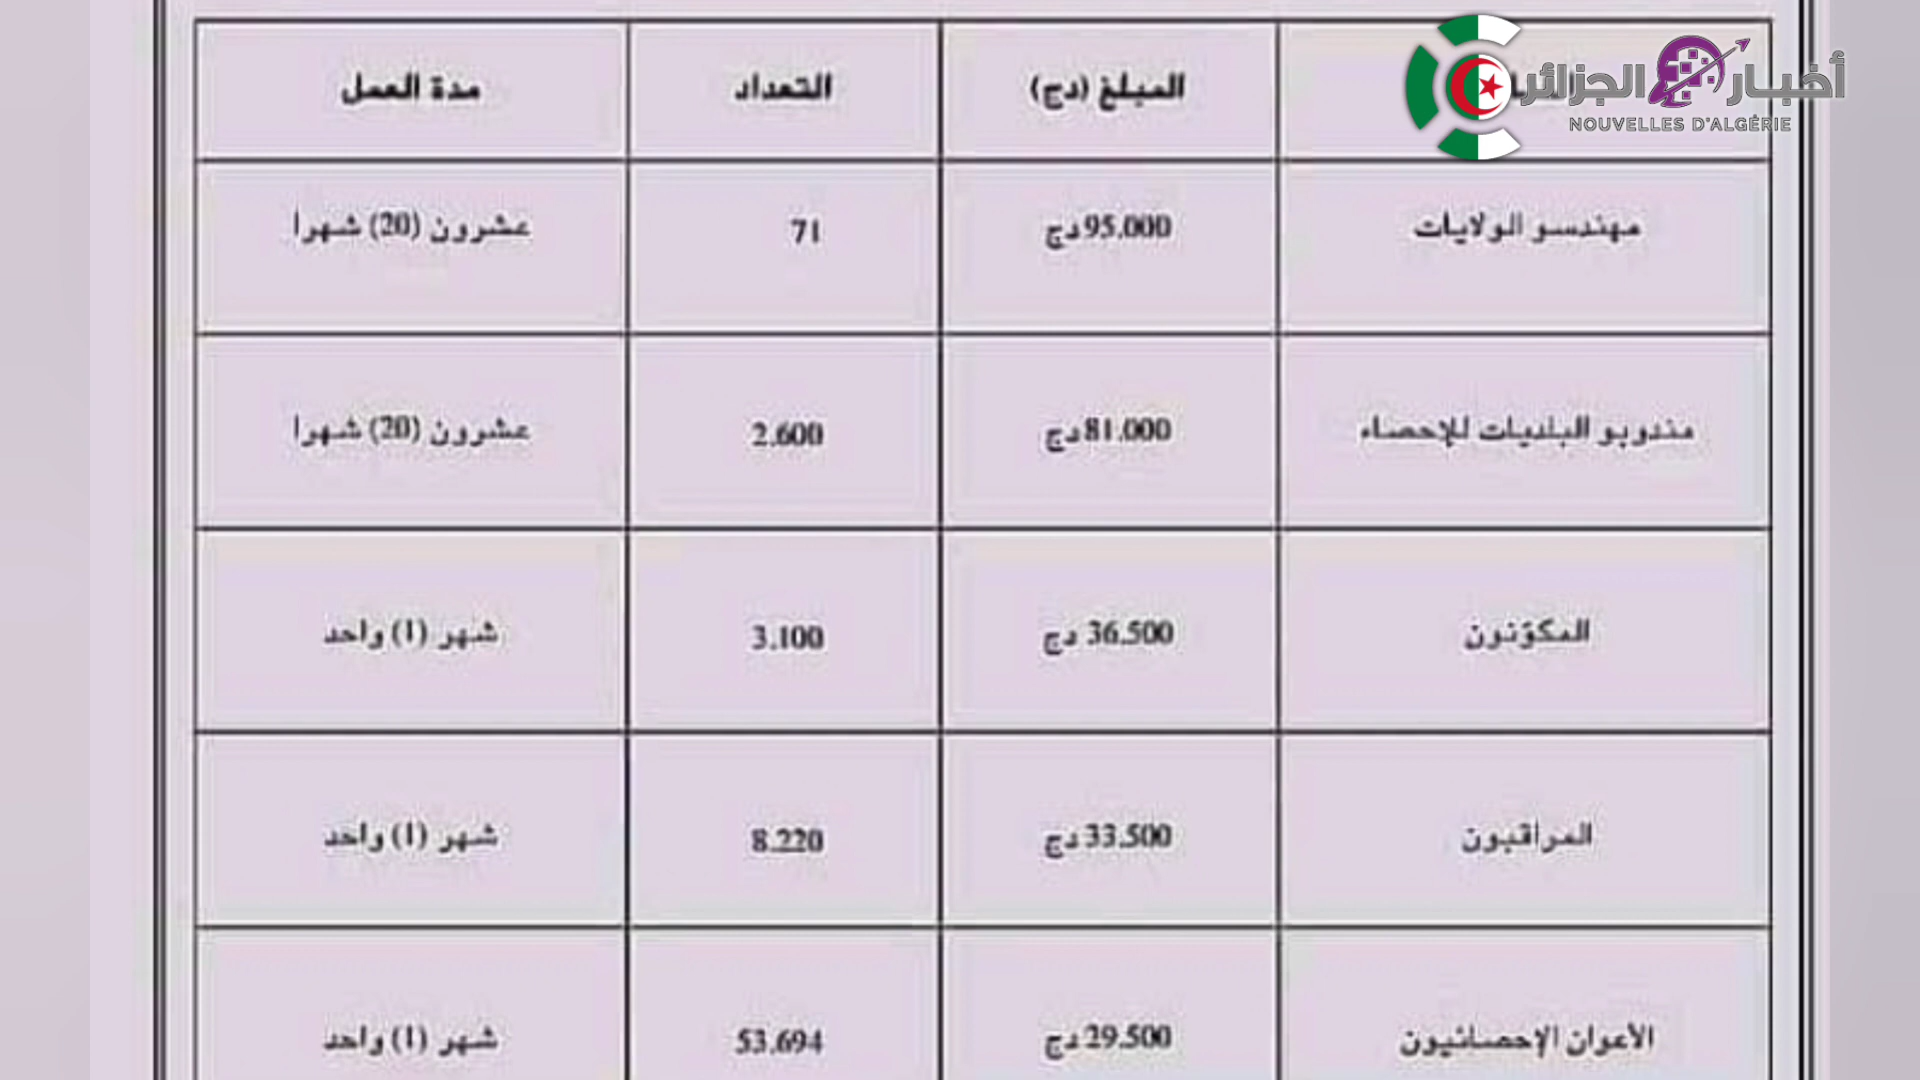 أخبار الجزائر
NOUVELLES D'ALGÉRIE
المبلغ (دج) التعداد مدة العمل
مهندسو الولايات 95.000 دج 71 عشرون (20) شهرا
مندوبو البلديات للإحصاء 81.000 دج 2.600 عشرون (20) شهرا
المكوّنون 36.500 دج 3.100 شهر (1) واحد
المراقبون 33.500 دج 8.220 شهر (1) واحد
الأعوان الإحصائيون 29.500 دج 53.694 شهر (1) واحد